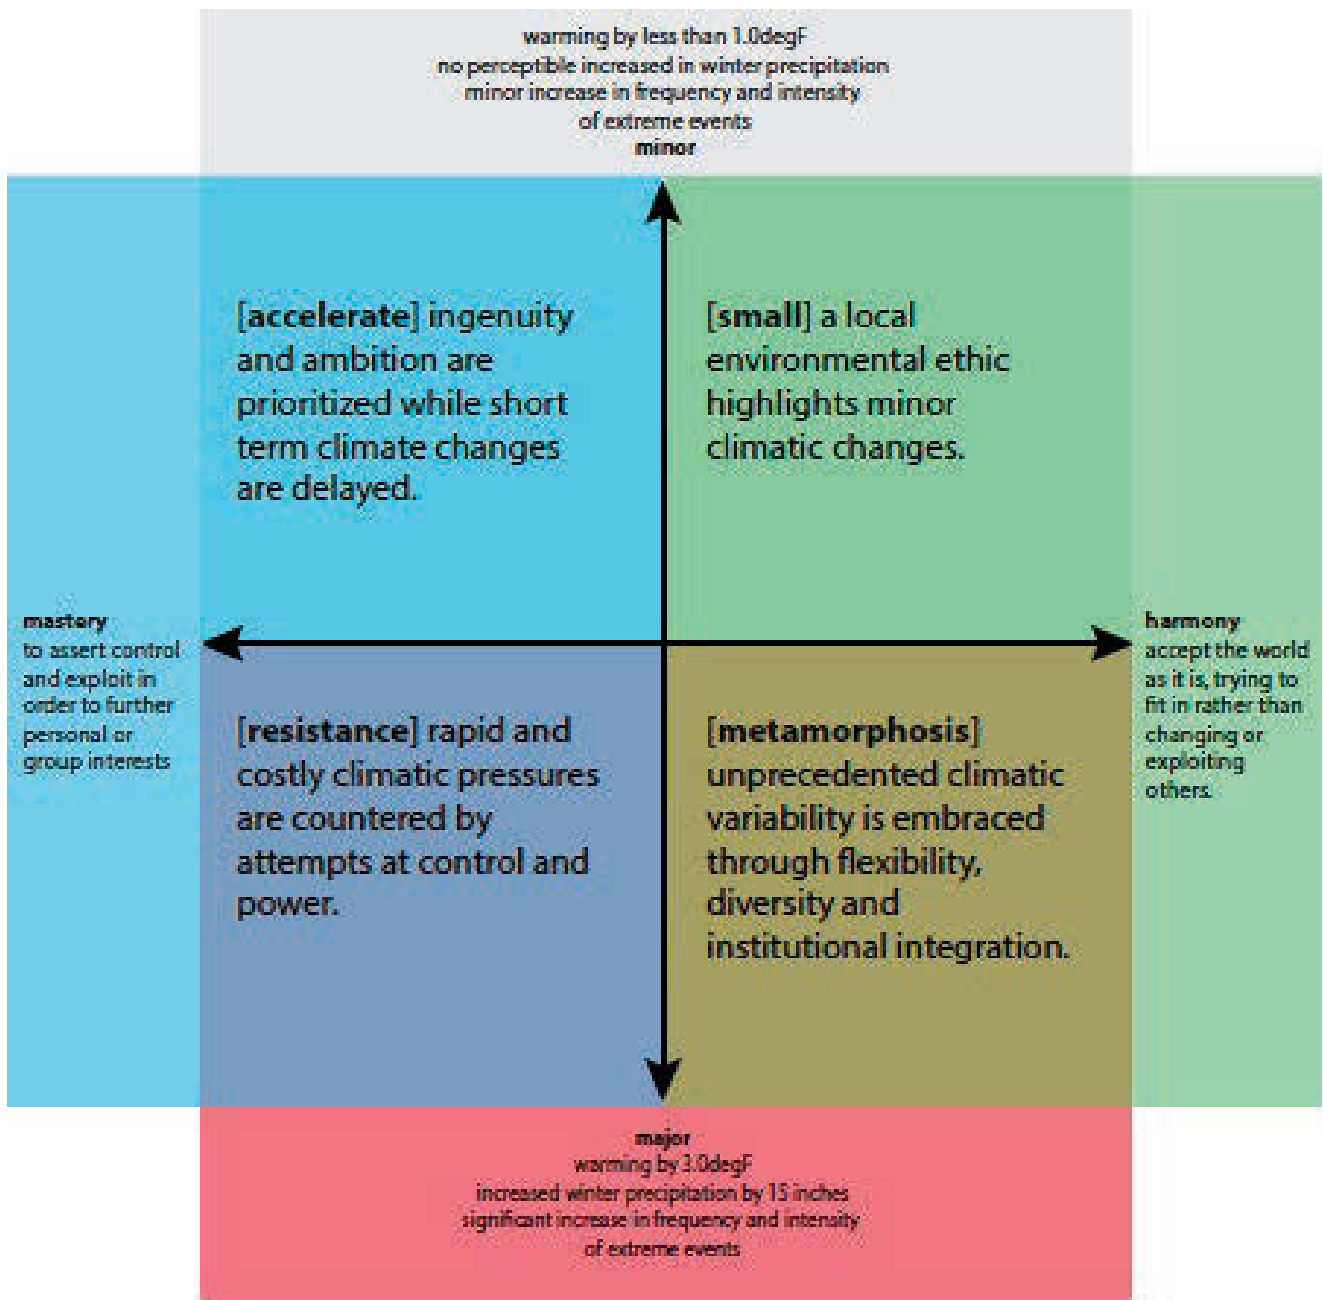 warming by less than 1.0degF
no perceptible increased in winter precipitation
minor increase in frequency and intensity
of extreme events
minor
[accelerate] ingenuity
and ambition are
prioritized while short
term climate changes
are delayed.
[small] a local
environmental ethic
highlights minor
climatic changes.
mastery
to assert control
and exploit in
order to further
personal or
group interests
harmony
accept the world
as it is, trying to
fit in rather than
changing or
exploiting
others.
[resistance] rapid and
costly climatic pressures
are countered by
attempts at control and
power.
[metamorphosis]
unprecedented climatic
variability is embraced
through flexibility,
diversity and
institutional integration.
major
warming by 3.0degF
increased winter precipitation by 15 inches
significant increase in frequency and intensity
of extreme events